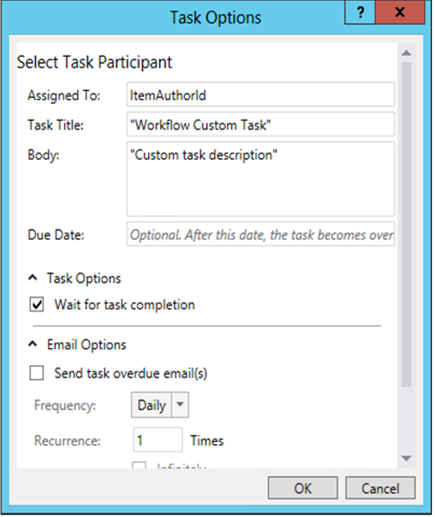 Task Options
? x
Select Task Participant
Assigned To: ItemAuthorId
Task Title: "Workflow Custom Task"
Body: "Custom task description"
Due Date: Optional. After this date, the task becomes over
Task Options
Wait for task completion
Email Options
Send task overdue email(s)
Frequency: Daily
Recurrence: 1 Times
Infinitely
OK Cancel